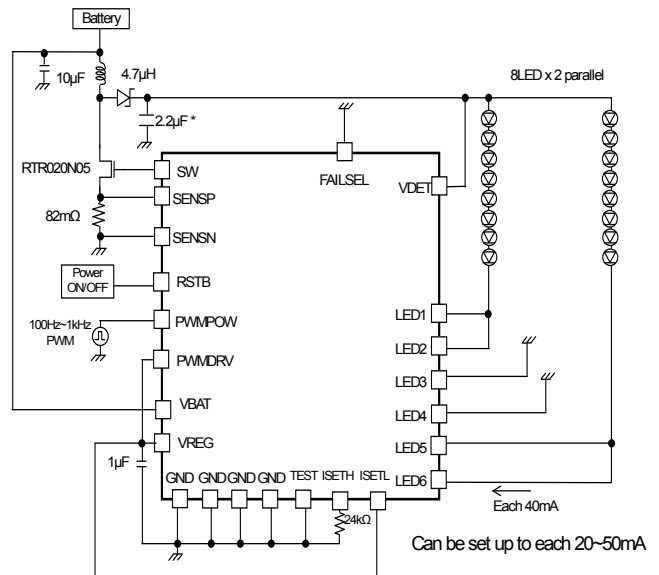 Battery
10µF
4.7µH
8LED x 2 parallel
2.2µF *
RTR020N05
SW
FAILSEL
VDET
SENSP
82mΩ
SENSN
Power
ON/OFF
RSTB
LED1
100Hz~1kHz
PWM
PWMPOW
LED2
PWMDRV
LED3
VBAT
LED4
VREG
LED5
1µF
GND GND GND GND TEST ISETH ISETL
LED6
24kΩ
Each 40mA
Can be set up to each 20~50mA